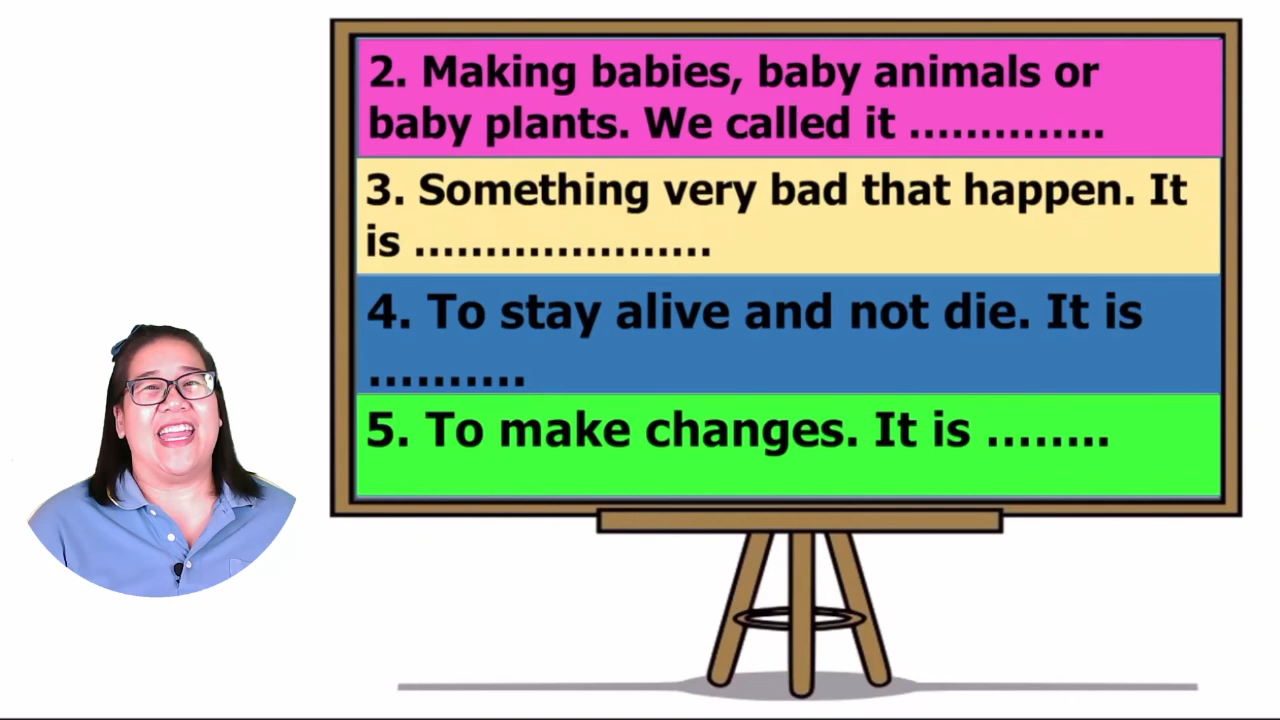 2. Making babies, baby animals or
baby plants. We called it ..............
3. Something very bad that happen. It
is .....................
4. To stay alive and not die. It is
...........
5. To make changes. It is ........